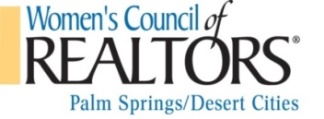 Women's Council of
REALTORS®
Palm Springs/Desert Cities